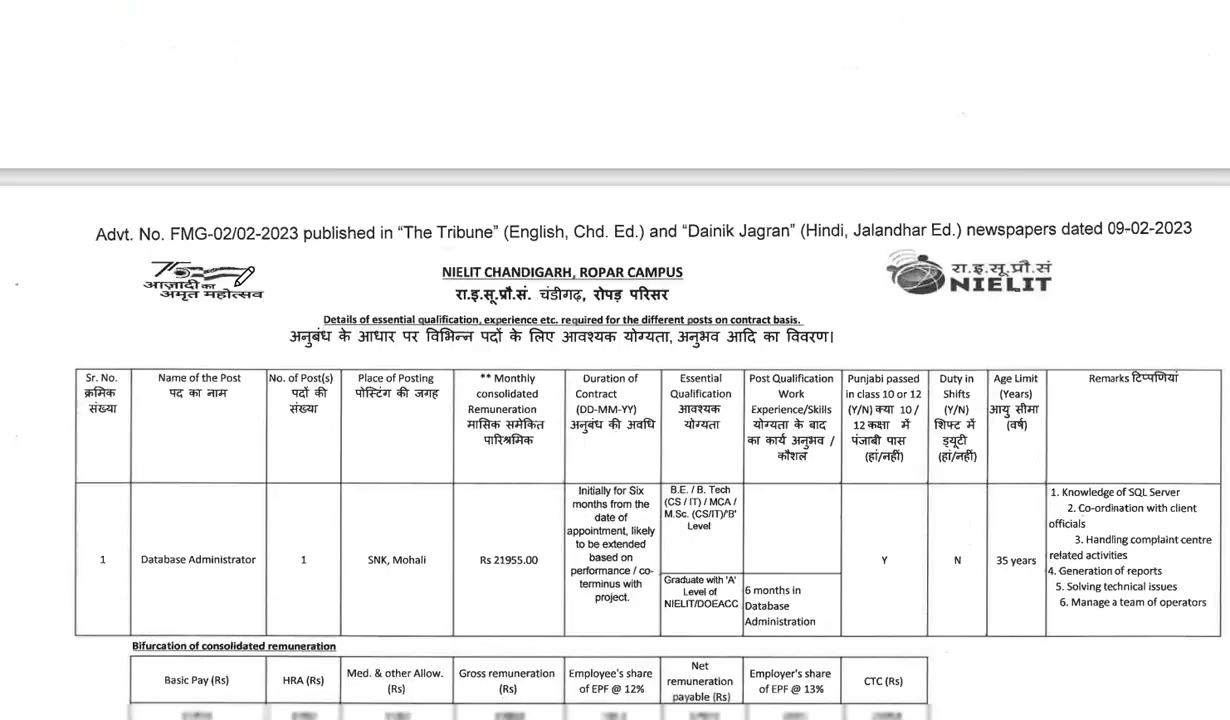 Advt. No. FMG-02/02-2023 published in “The Tribune” (English, Chd. Ed.) and “Dainik Jagran” (Hindi, Jalandhar Ed.) newspapers dated 09-02-2023
75
आज़ादी का
अमृत महोत्सव
NIELIT CHANDIGARH, ROPAR CAMPUS
रा.इ.सू.प्रौ.सं. चंडीगढ़, रोपड़ परिसर
रा.इ.सू.प्रौ.सं
NIELIT
Details of essential qualification, experience etc. required for the different posts on contract basis.
अनुबंध के आधार पर विभिन्न पदों के लिए आवश्यक योग्यता, अनुभव आदि का विवरण।
Sr. No.
क्रमिक
संख्या
Name of the Post
पद का नाम
No. of Post(s)
पदों की
संख्या
Place of Posting
पोस्टिंग की जगह
** Monthly
consolidated
Remuneration
मासिक समेकित
पारिश्रमिक
Duration of
Contract
(DD-MM-YY)
अनुबंध की अवधि
Essential
Qualification
आवश्यक
योग्यता
Post Qualification
Work
Experience/Skills
योग्यता के बाद
का कार्य अनुभव /
कौशल
Punjabi passed
in class 10 or 12
(Y/N) क्या 10 /
12 कक्षा में
पंजाबी पास
(हां/नहीं)
Duty in
Shifts
(Y/N)
शिफ्ट में
ड्यूटी
(हां/नहीं)
Age Limit
(Years)
आयु सीमा
(वर्ष)
Remarks टिप्पणियां
1
Database Administrator
1
SNK, Mohali
Rs 21955.00
Initially for Six
months from the
date of
appointment, likely
to be extended
based on
performance / co-
terminus with
project.
B.E. / B. Tech
(CS / IT) / MCA /
M.Sc. (CS/IT)/'B'
Level
Graduate with 'A'
Level of
NIELIT/DOEACC
6 months in
Database
Administration
Y
N
35 years
1. Knowledge of SQL Server
2. Co-ordination with client
officials
3. Handling complaint centre
related activities
4. Generation of reports
5. Solving technical issues
6. Manage a team of operators
Bifurcation of consolidated remuneration
Basic Pay (Rs)
HRA (Rs)
Med. & other Allow.
(Rs)
Gross remuneration
(Rs)
Employee's share
of EPF @ 12%
Net
remuneration
payable (Rs)
Employer's share
of EPF @ 13%
CTC (Rs)